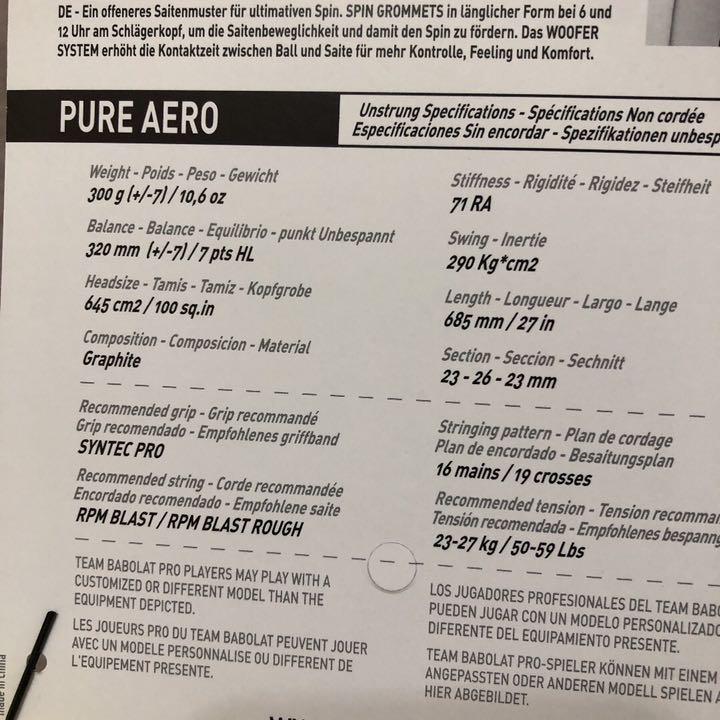 DE - Ein offeneres Saitenmuster für ultimativen Spin. SPIN GROMMETS in länglicher Form bei 6 und
12 Uhr am Schlägerkopf, um die Saitenbeweglichkeit und damit den Spin zu fördern. Das WOOFER
SYSTEM erhöht die Kontaktzeit zwischen Ball und Saite für mehr Kontrolle, Feeling und Komfort.
PURE AERO
Unstrung Specifications - Spécifications Non cordée
Especificaciones Sin encordar - Spezifikationen unbesp
Weight - Poids - Peso - Gewicht
300 g (+/-7) / 10,6 oz
Balance - Balance - Equilibrio - punkt Unbespannt
320 mm (+/-7) / 7 pts HL
Headsize - Tamis - Tamiz - Kopfgrobe
645 cm2 / 100 sq.in
Composition - Composicion - Material
Graphite
Stiffness - Rigidité - Rigidez - Steifheit
71 RA
Swing - Inertie
290 Kg*cm2
Length - Longueur - Largo - Lange
685 mm / 27 in
Section - Seccion - Sechnitt
23 - 26 - 23 mm
Recommended grip - Grip recommandé
Grip recomendado - Empfohlenes griffband
SYNTEC PRO
Recommended string - Corde recommandée
Encordado recomendado - Empfohlene saite
RPM BLAST / RPM BLAST ROUGH
Stringing pattern - Plan de cordage
Plan de encordado - Besaitungsplan
16 mains / 19 crosses
Recommended tension - Tension recomman
Tensión recomendada - Empfohlenes bespanng
23-27 kg / 50-59 Lbs
TEAM BABOLAT PRO PLAYERS MAY PLAY WITH A
CUSTOMIZED OR DIFFERENT MODEL THAN THE
EQUIPMENT DEPICTED.
LES JOUEURS PRO DU TEAM BABOLAT PEUVENT JOUER
AVEC UN MODELE PERSONNALISE OU DIFFERENT DE
L'EQUIPEMENT PRESENTE.
LOS JUGADORES PROFESIONALES DEL TEAM BABO
PUEDEN JUGAR CON UN MODELO PERSONALIZADO
DIFERENTE DEL EQUIPAMIENTO PRESENTE.
TEAM BABOLAT PRO-SPIELER KÖNNEN MIT EINEM
ANGEPASSTEN ODER ANDEREN MODELL SPIELEN A
HIER ABGEBILDET.
Made in China